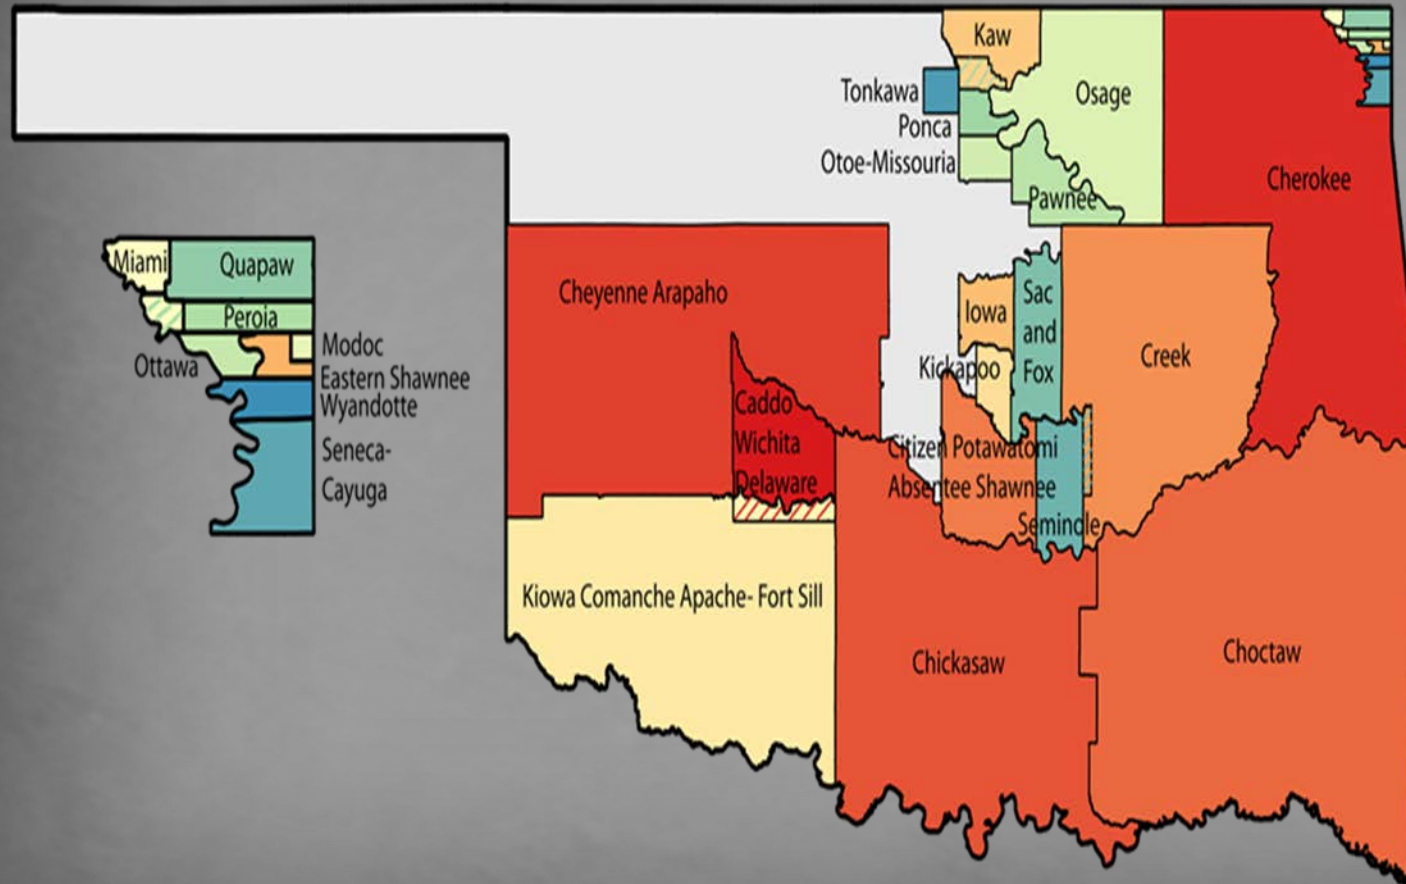 Kaw
Tonkawa
Osage
Ponca
Otoe-Missouria
Cherokee
Pawnee
Miami
Quapaw
Peroia
Ottawa
Modoc
Eastern Shawnee
Wyandotte
Seneca-
Cayuga
Cheyenne Arapaho
Iowa
Sac
and
Fox
Kickapoo
Creek
Caddo
Wichita
Delaware
Citizen Potawatomi
Absentee Shawnee
Seminole
Kiowa Comanche Apache- Fort Sill
Chickasaw
Choctaw